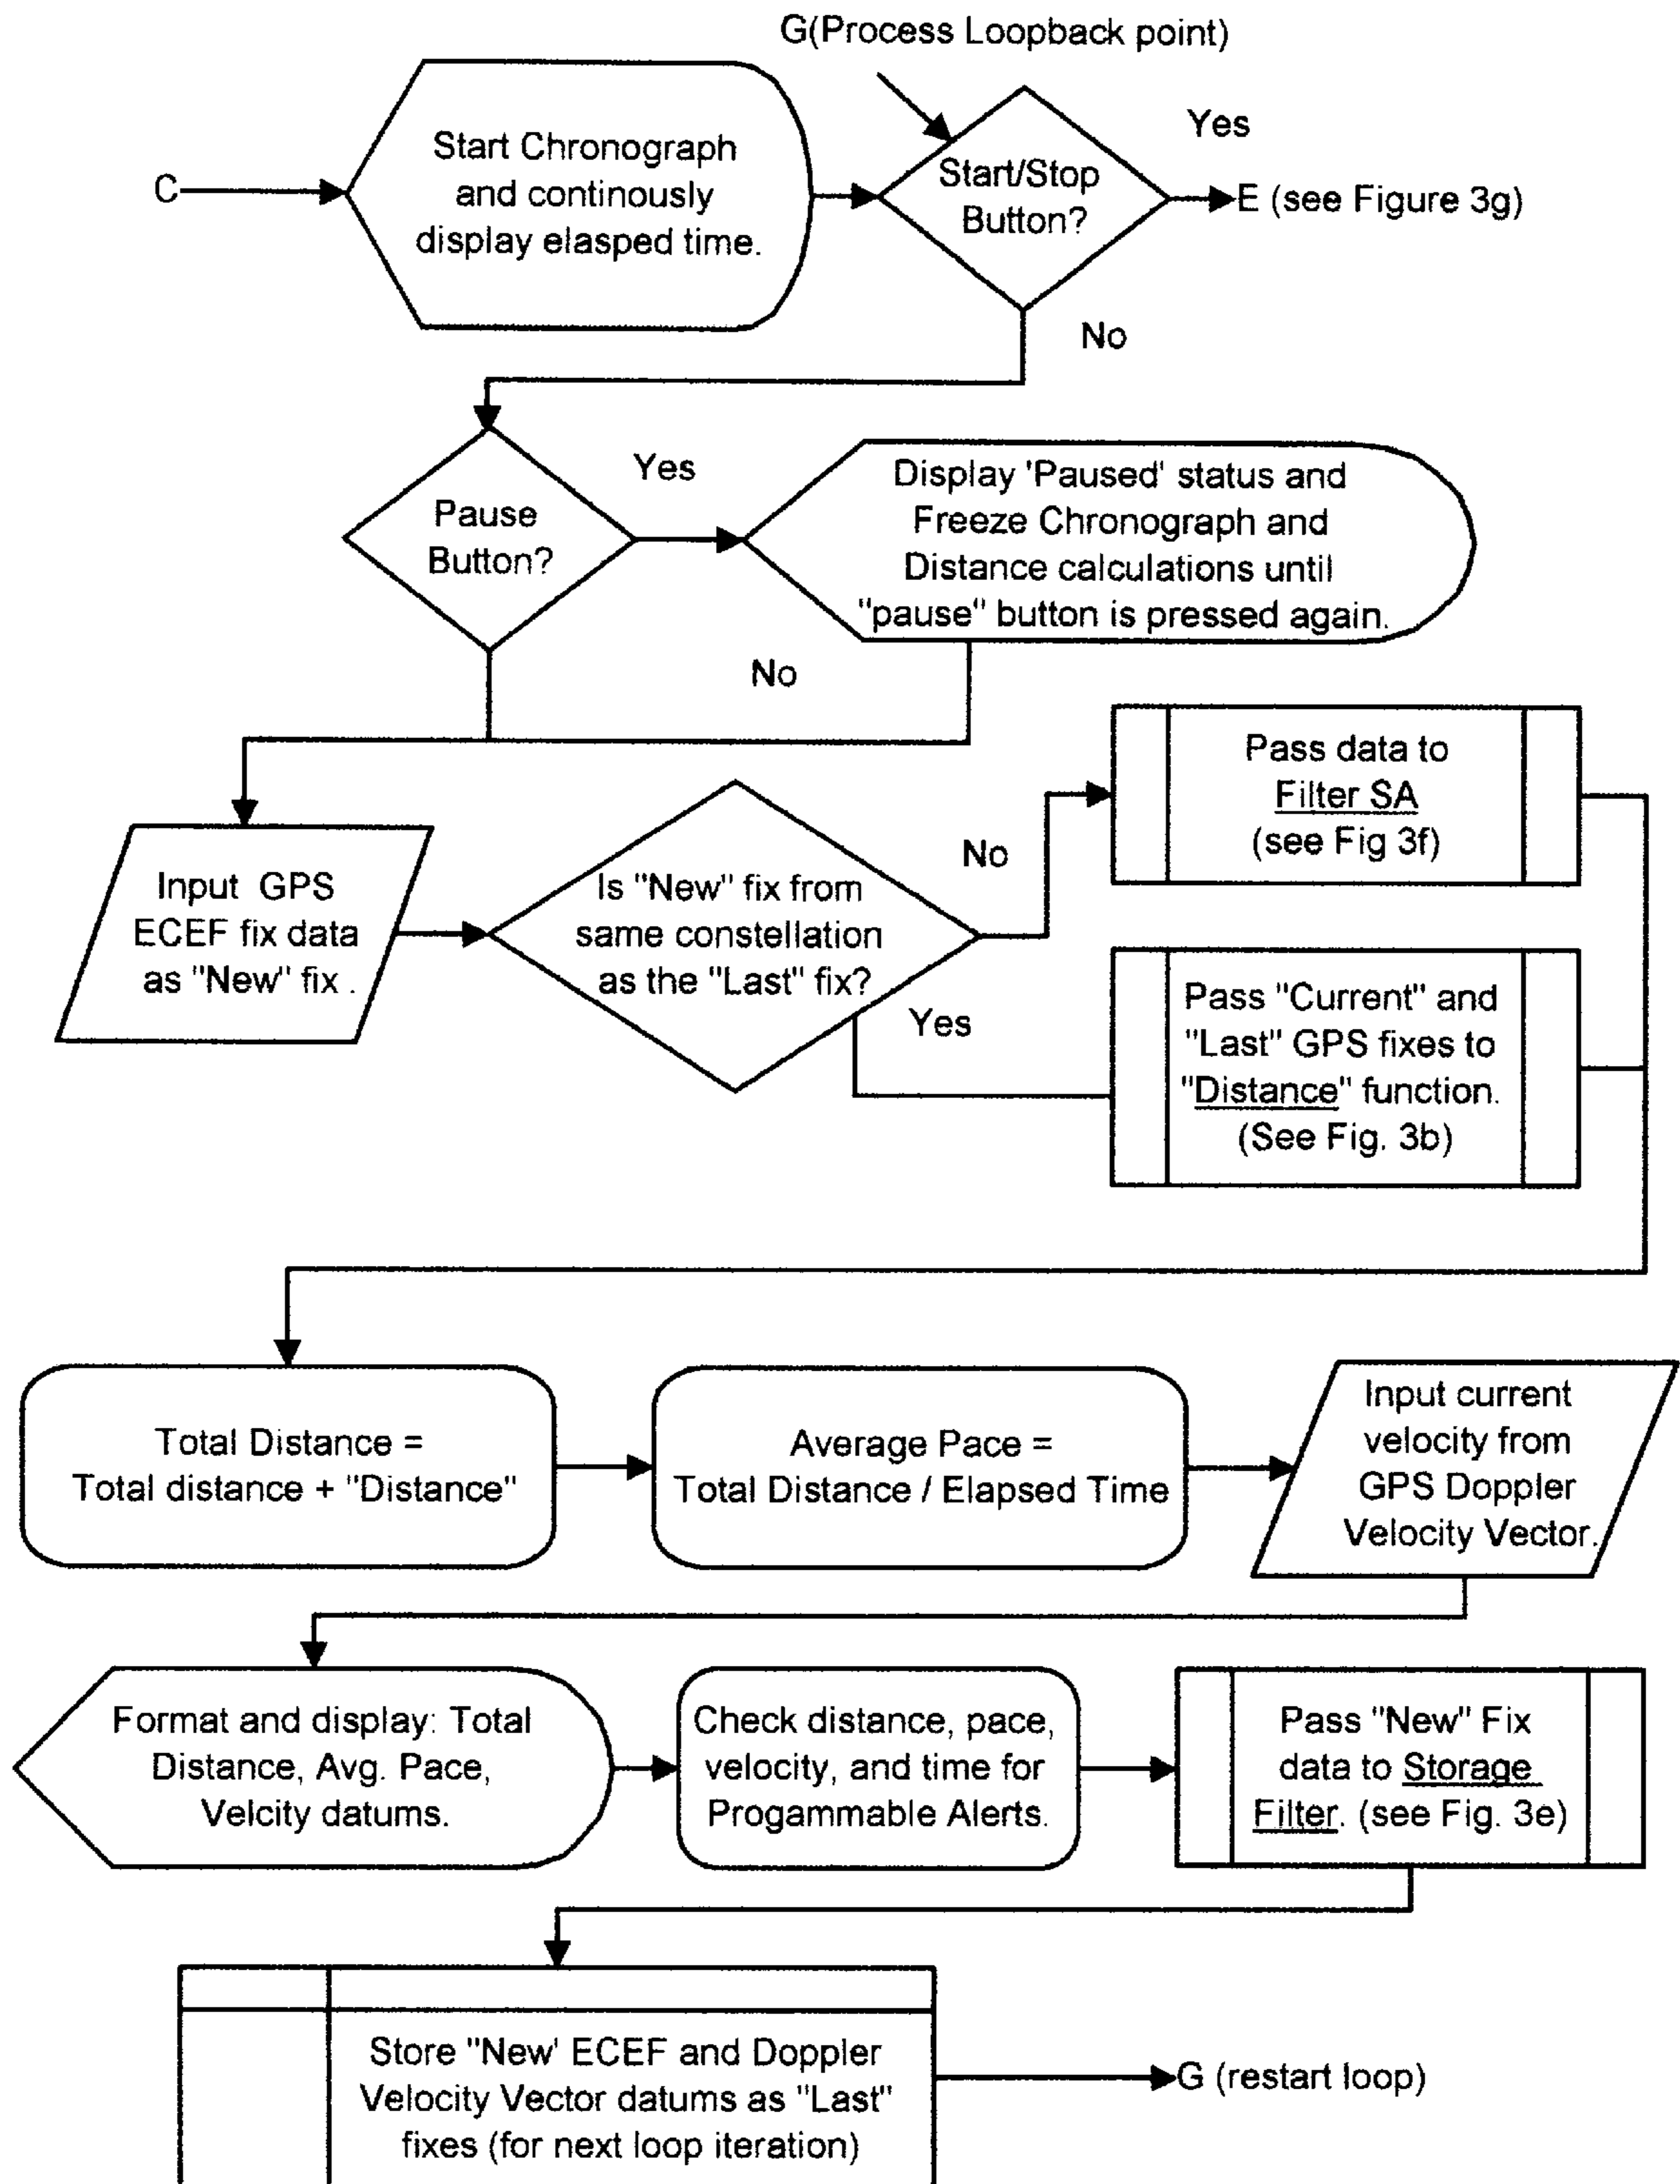 G(Process Loopback point)
C
Start Chronograph
and continously
display elasped time.
Start/Stop
Button?
Yes
E (see Figure 3g)
No
Pause
Button?
Yes
Display 'Paused' status and
Freeze Chronograph and
Distance calculations until
"pause" button is pressed again.
No
Input GPS
ECEF fix data
as "New" fix .
Is "New" fix from
same constellation
as the "Last" fix?
No
Pass data to
Filter SA
(see Fig 3f)
Yes
Pass "Current" and
"Last" GPS fixes to
"Distance" function.
(See Fig. 3b)
Total Distance =
Total distance + "Distance"
Average Pace =
Total Distance / Elapsed Time
Input current
velocity from
GPS Doppler
Velocity Vector.
Format and display: Total
Distance, Avg. Pace,
Velcity datums.
Check distance, pace,
velocity, and time for
Progammable Alerts.
Pass "New" Fix
data to Storage
Filter. (see Fig. 3e)
Store "New' ECEF and Doppler
Velocity Vector datums as "Last"
fixes (for next loop iteration)
G (restart loop)